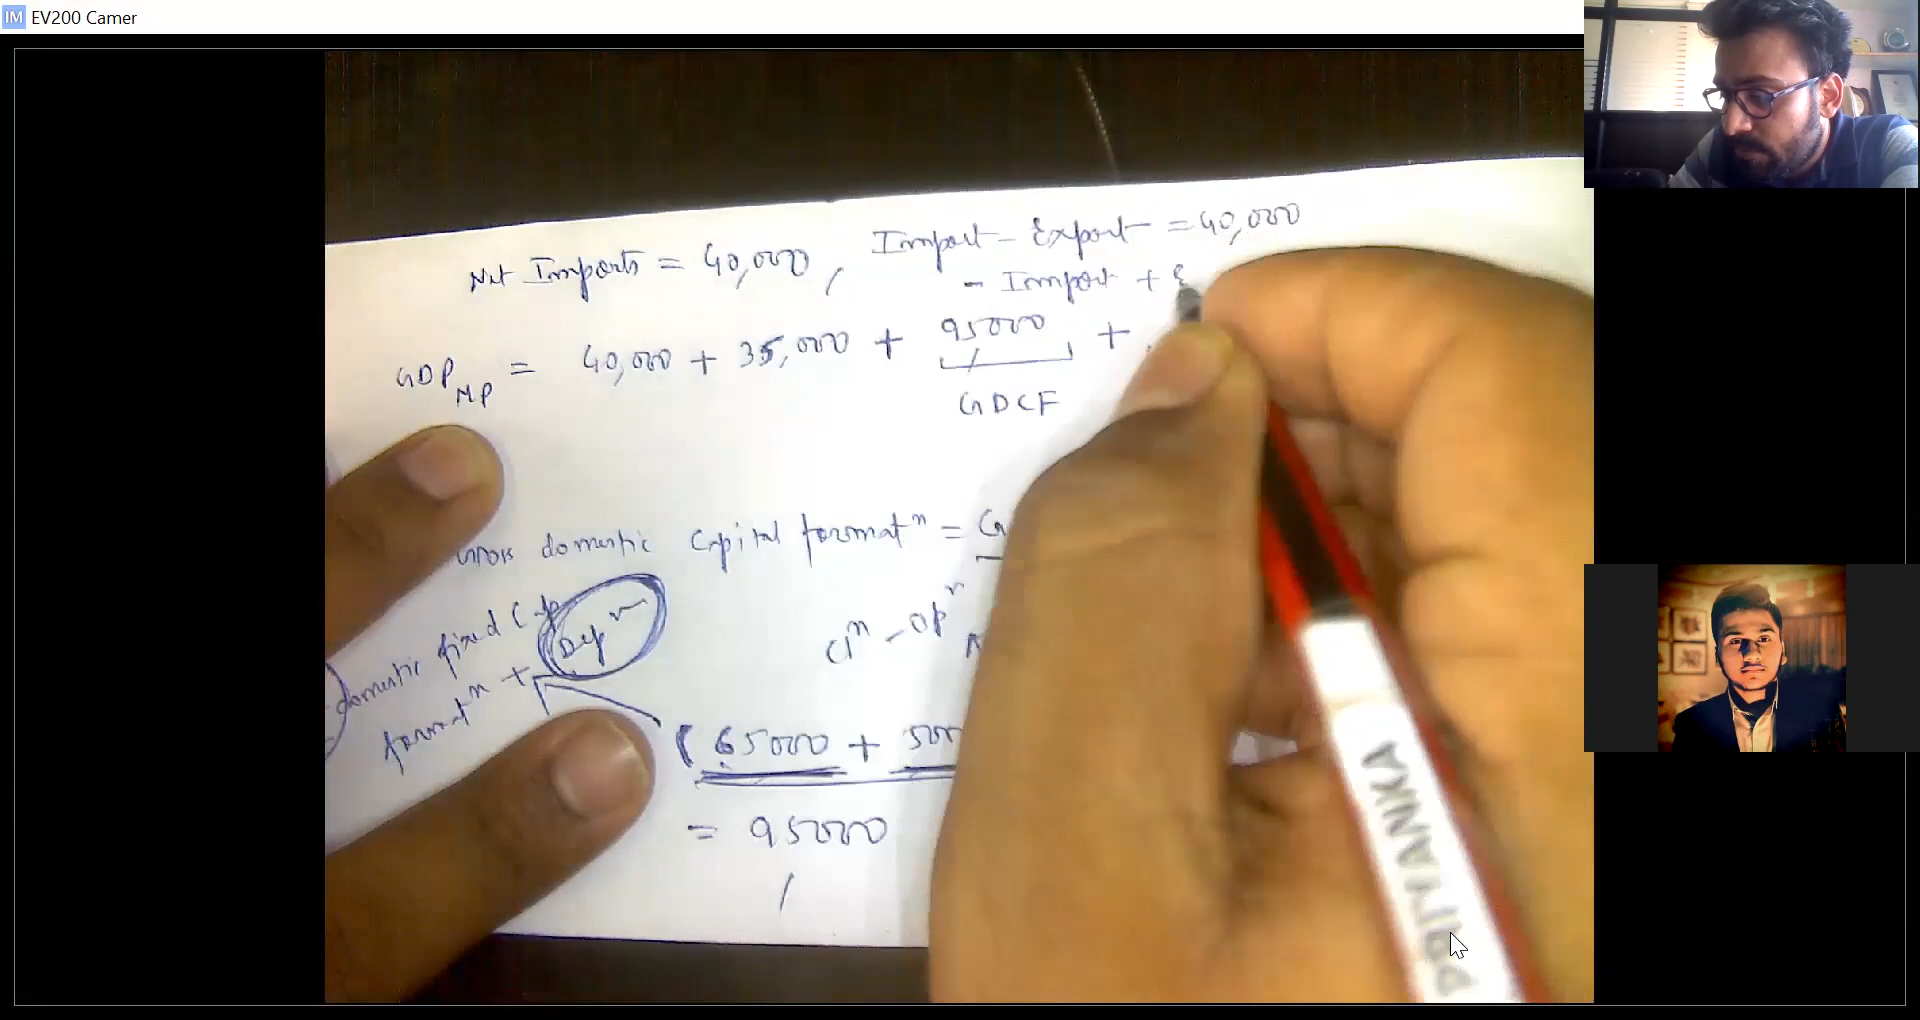 IM EV200 Camer
Net Imports = 40,000, Import - Export = 40,000
- Import +
GDP MP = 40,000 + 35,000 + 95000 +
GDCF
Gross domestic Capital formatⁿ =
domestic fixed Cap
formatⁿ + Depⁿ
Clⁿ - Opⁿ
( 65000 +
= 95000
PRIYANKA